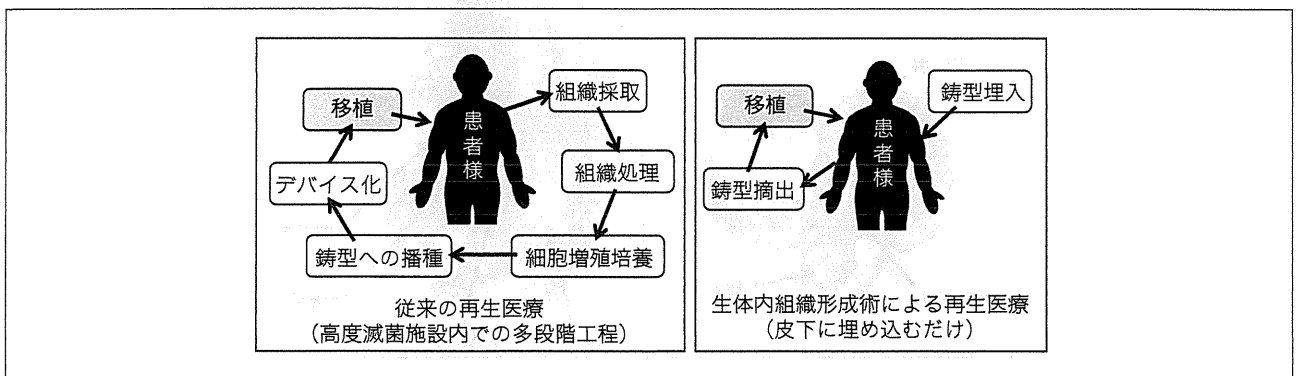 移植
組織採取
患者様
組織処理
デバイス化
鋳型への播種
細胞増殖培養
従来の再生医療
(高度滅菌施設内での多段階工程)
移植
鋳型埋入
患者様
鋳型摘出
生体内組織形成術による再生医療
(皮下に埋め込むだけ)